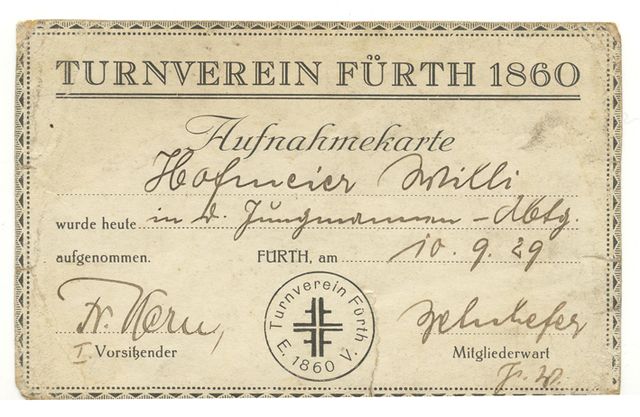 TURNVEREIN FÜRTH 1860
Aufnahmekarte
Hofmeier Willi
wurde heute in d. Jungmannen-Abtg.
aufgenommen. FÜRTH, am 10.9.29
Turnverein Fürth
E. 1860 V.
I. Vorsitzender
Mitgliederwart